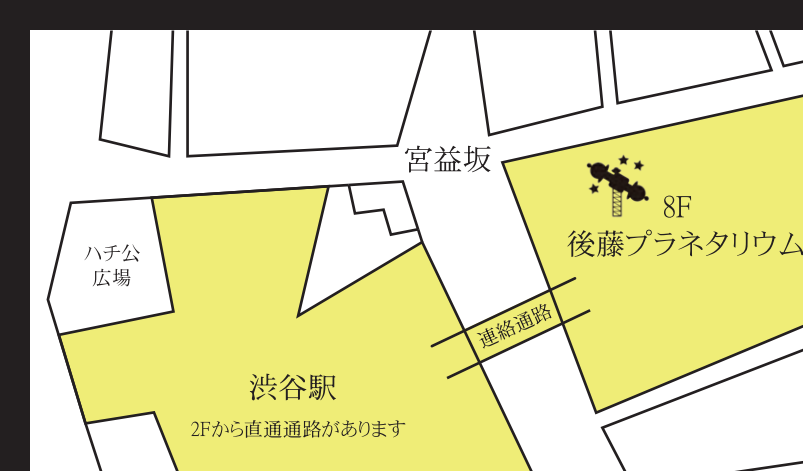 宮益坂
8F
後藤プラネタリウム
ハチ公
広場
連絡通路
渋谷駅
2Fから直通通路があります